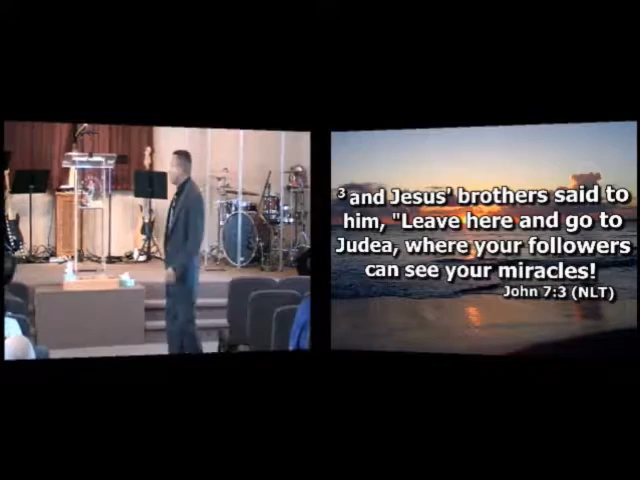 3 and Jesus' brothers said to
him, "Leave here and go to
Judea, where your followers
can see your miracles!
John 7:3 (NLT)